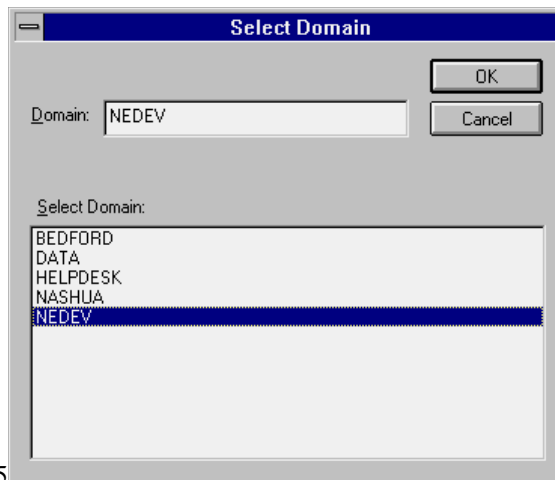 Select Domain
OK
Domain: NEDEV
Cancel
Select Domain:
BEDFORD
DATA
HELPDESK
NASHUA
NEDEV
5